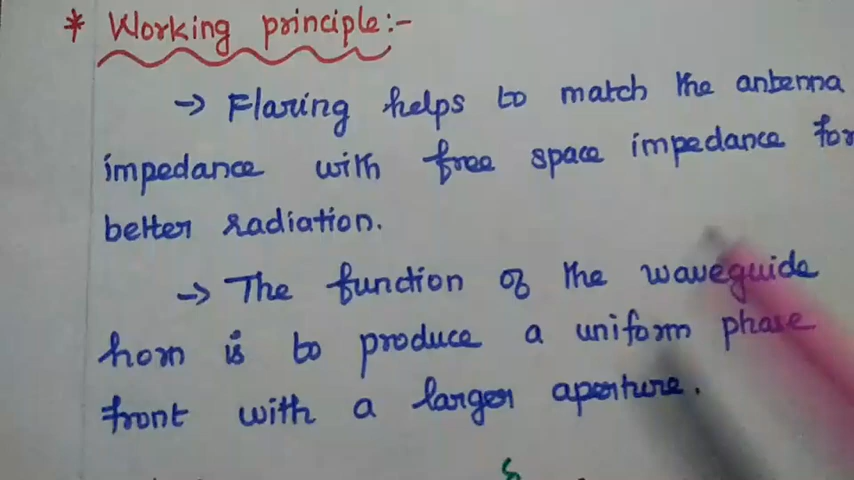 * Working principle:-
→ Flaring helps to match the antenna
impedance with free space impedance for
better radiation.
→ The function of the waveguide
horn is to produce a uniform phase
front with a larger aperture.